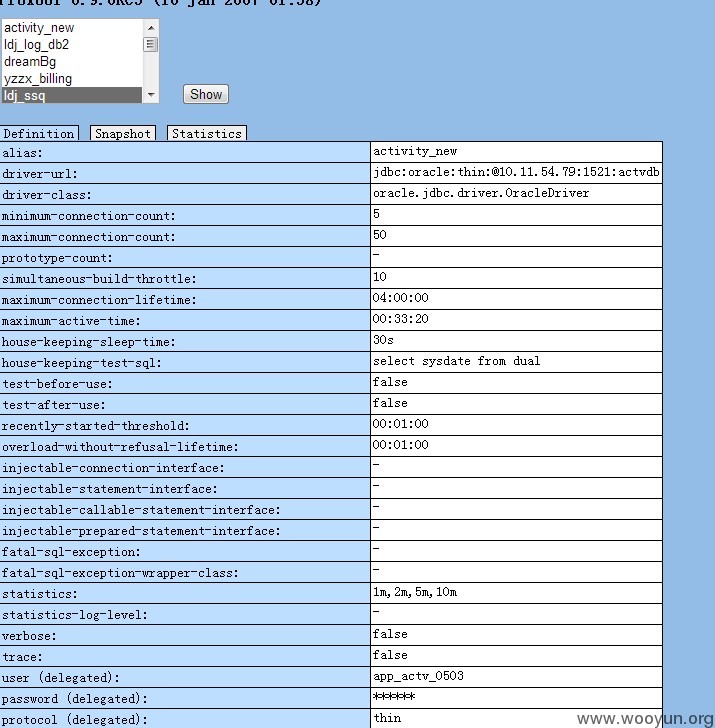 activity_new
ldj_log_db2
dreamBg
yzzx_billing
ldj_ssq
Show
Definition Snapshot Statistics
alias: activity_new
driver-url: jdbc:oracle:thin:@10.11.54.79:1521:actvdb
driver-class: oracle.jdbc.driver.OracleDriver
minimum-connection-count: 5
maximum-connection-count: 50
prototype-count: -
simultaneous-build-throttle: 10
maximum-connection-lifetime: 04:00:00
maximum-active-time: 00:33:20
house-keeping-sleep-time: 30s
house-keeping-test-sql: select sysdate from dual
test-before-use: false
test-after-use: false
recently-started-threshold: 00:01:00
overload-without-refusal-lifetime: 00:01:00
injectable-connection-interface: -
injectable-statement-interface: -
injectable-callable-statement-interface: -
injectable-prepared-statement-interface: -
fatal-sql-exception: -
fatal-sql-exception-wrapper-class: -
statistics: 1m,2m,5m,10m
statistics-log-level: -
verbose: false
trace: false
user (delegated): app_actv_0503
password (delegated): ******
protocol (delegated): thin
www.wooyun.org